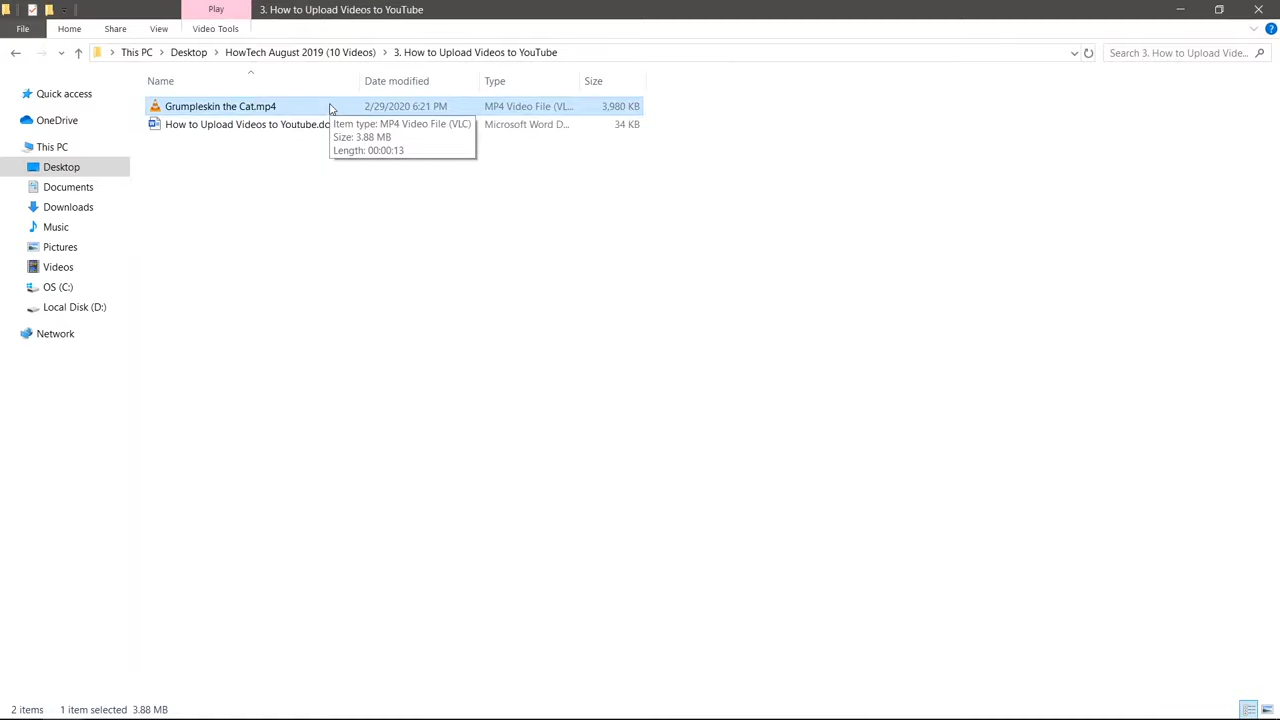 Play
3. How to Upload Videos to YouTube
File
Home
Share
View
Video Tools
This PC
Desktop
HowTech August 2019 (10 Videos)
3. How to Upload Videos to YouTube
Search 3. How to Upload Vide...
Name
Date modified
Type
Size
Grumpleskin the Cat.mp4
2/29/2020 6:21 PM
MP4 Video File (VL...
3,980 KB
How to Upload Videos to Youtube.do
Microsoft Word D...
34 KB
Item type: MP4 Video File (VLC)
Size: 3.88 MB
Length: 00:00:13
Quick access
OneDrive
This PC
Desktop
Documents
Downloads
Music
Pictures
Videos
OS (C:)
Local Disk (D:)
Network
2 items
1 item selected 3.88 MB